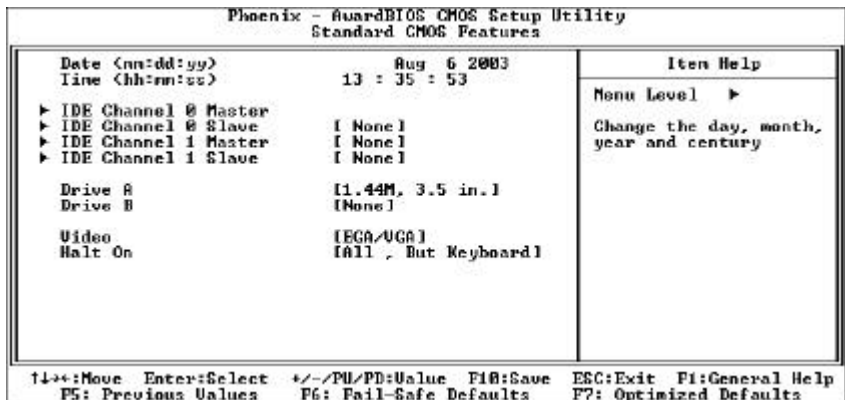 Phoenix - AwardBIOS CMOS Setup Utility
Standard CMOS Features
Date (mm:dd:yy) Aug 6 2003
Time (hh:mm:ss) 13 : 35 : 53
► IDE Channel 0 Master
► IDE Channel 0 Slave [ None]
► IDE Channel 1 Master [ None]
► IDE Channel 1 Slave [ None]
Drive A [1.44M, 3.5 in.]
Drive B [None]
Video [EGA/VGA]
Halt On [All , But Keyboard]
Item Help
Menu Level ►
Change the day, month,
year and century
↑↓→←:Move Enter:Select +/-/PU/PD:Value F10:Save ESC:Exit F1:General Help
F5: Previous Values F6: Fail-Safe Defaults F7: Optimized Defaults